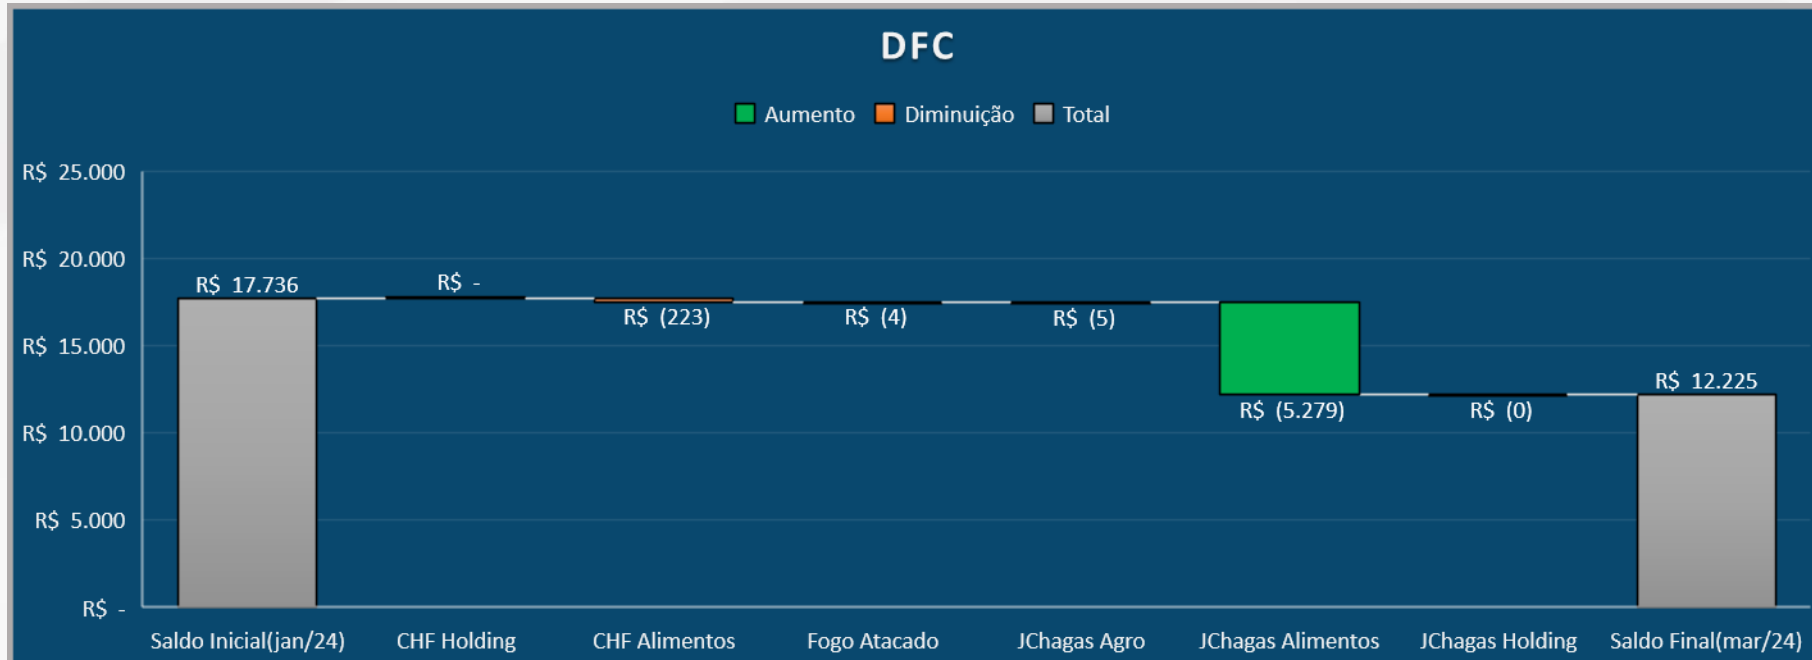 DFC
Aumento Diminuição Total
R$ 25.000
R$ 20.000
R$ 15.000
R$ 10.000
R$ 5.000
R$ -
R$ 17.736
R$ -
R$ (223)
R$ (4)
R$ (5)
R$ (5.279)
R$ (0)
R$ 12.225
Saldo Inicial(jan/24) CHF Holding CHF Alimentos Fogo Atacado JChagas Agro JChagas Alimentos JChagas Holding Saldo Final(mar/24)